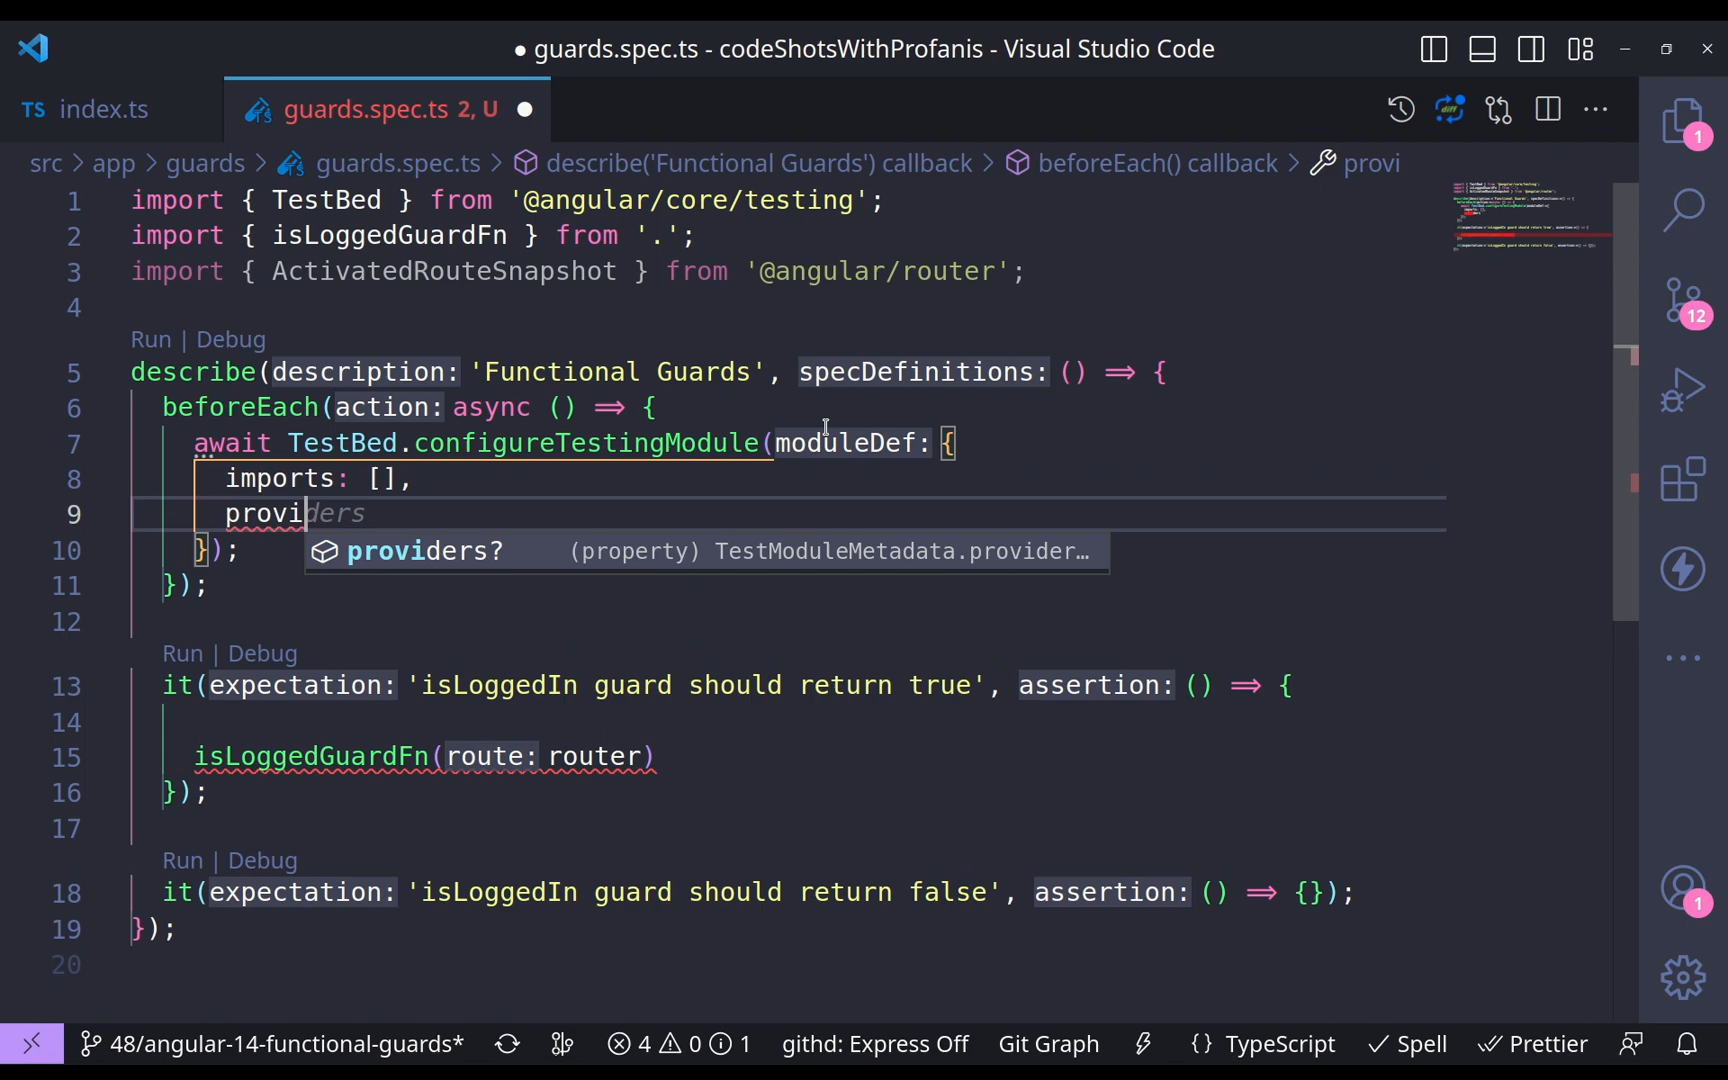 ● guards.spec.ts - codeShotsWithProfanis - Visual Studio Code
TS index.ts
guards.spec.ts 2, U ●
src > app > guards > guards.spec.ts > describe('Functional Guards') callback > beforeEach() callback > provi
1 import { TestBed } from '@angular/core/testing';
2 import { isLoggedGuardFn } from '.';
3 import { ActivatedRouteSnapshot } from '@angular/router';
4
Run | Debug
5 describe(description: 'Functional Guards', specDefinitions: () ⇒ {
6 beforeEach(action: async () ⇒ {
7 await TestBed.configureTestingModule(moduleDef: {
8 imports: [],
9 providers
10 });
providers? (property) TestModuleMetadata.provider…
11 });
12
Run | Debug
13 it(expectation: 'isLoggedIn guard should return true', assertion: () ⇒ {
14
15 isLoggedGuardFn(route: router)
16 });
17
Run | Debug
18 it(expectation: 'isLoggedIn guard should return false', assertion: () ⇒ {});
19 });
20
1
12
1
48/angular-14-functional-guards* 4 0 1 githd: Express Off Git Graph {} TypeScript ✓ Spell Prettier